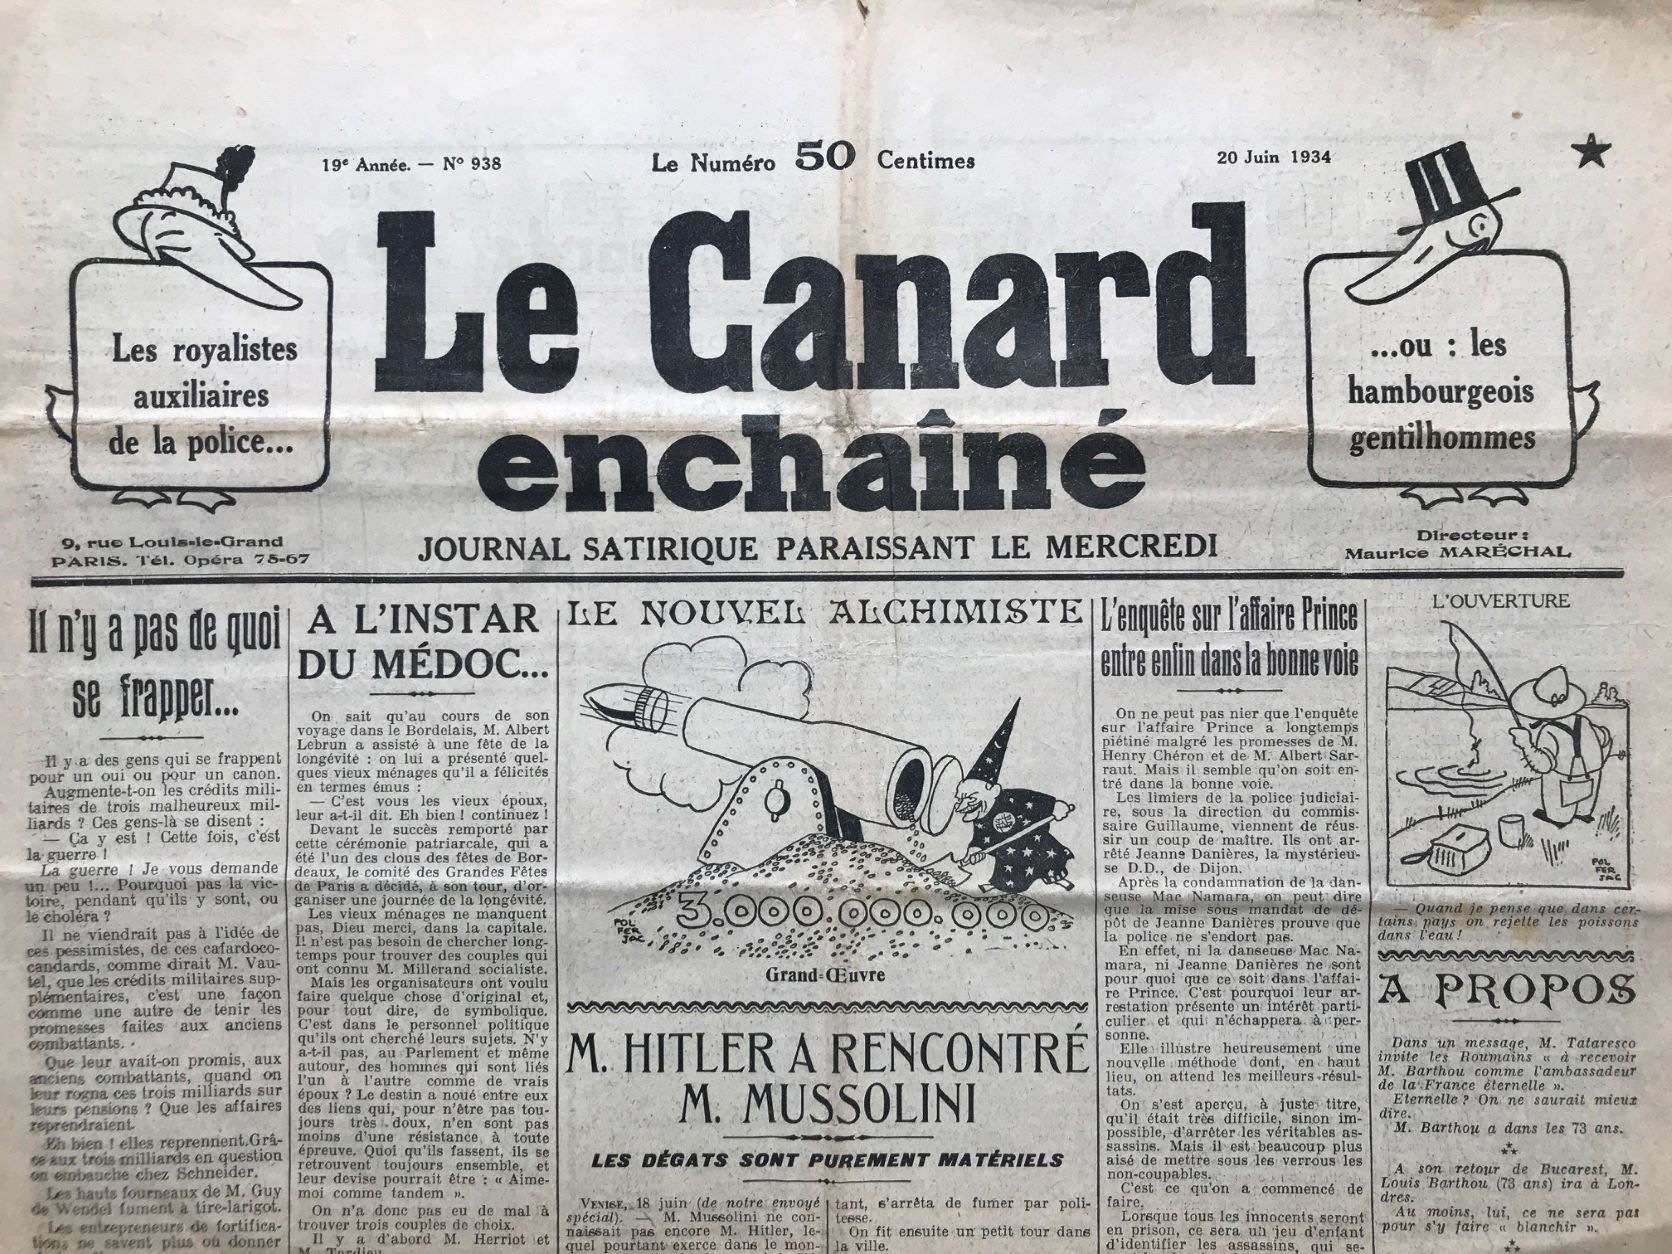 19e Année. — No 938
Le Numéro 50 Centimes
20 Juin 1934
Le Canard
enchaîné
Les royalistes
auxiliaires
de la police...
...ou : les
hambourgeois
gentilhommes
9, rue Louis-le-Grand
PARIS. Tél. Opéra 75-67
JOURNAL SATIRIQUE PARAISSANT LE MERCREDI
Directeur :
Maurice MARÉCHAL
Il n'y a pas de quoi
se frapper...
Il y a des gens qui se frappent
pour un oui ou pour un canon.
Augmente-t-on les crédits mili-
taires de trois malheureux mil-
liards ? Ces gens-là se disent :
— Ça y est ! Cette fois, c'est
la guerre !
La guerre ! Je vous demande
un peu !... Pourquoi pas la vic-
toire, pendant qu'ils y sont, ou
le choléra ?
Il ne viendrait pas à l'idée de
ces pessimistes, de ces cafardoco-
candards, comme dirait M. Vau-
tel, que les crédits militaires sup-
plémentaires, c'est une façon
comme une autre de tenir les
promesses faites aux anciens
combattants.
Que leur avait-on promis, aux
anciens combattants, quand on
leur rogna ces trois milliards sur
leurs pensions ? Que les affaires
reprendraient.
Eh bien ! elles reprennent. Grâ-
ce aux trois milliards en question
on embauche chez Schneider.
Les hauts fourneaux de M. Guy
de Wendel fument à tire-larigot.
Les entreprises de fortifica-
tions ne savent plus où donner
A L'INSTAR
DU MÉDOC...
On sait qu'au cours de son
voyage dans le Bordelais, M. Albert
Lebrun a assisté à une fête de la
longévité : on lui a présenté quel-
ques vieux ménages qu'il a félicités
en termes émus :
— C'est vous les vieux époux,
leur a-t-il dit. Eh bien ! continuez !
Devant le succès remporté par
cette cérémonie patriarcale, qui a
été l'un des clous des fêtes de Bor-
deaux, le comité des Grandes Fêtes
de Paris a décidé, à son tour, d'or-
ganiser une journée de la longévité.
Les vieux ménages ne manquent
pas, Dieu merci, dans la capitale.
Il n'est pas besoin de chercher long-
temps pour trouver des couples qui
ont connu M. Millerand socialiste.
Mais les organisateurs ont voulu
faire quelque chose d'original et,
pour tout dire, de symbolique.
C'est dans le personnel politique
qu'ils ont cherché leurs sujets. N'y
a-t-il pas, au Parlement et même
autour, des hommes qui sont liés
l'un à l'autre comme de vrais
époux ? Le destin a noué entre eux
des liens qui, pour n'être pas tou-
jours très doux, n'en sont pas
moins d'une résistance à toute
épreuve. Quoi qu'ils fassent, ils se
retrouvent toujours ensemble, et
leur devise pourrait être : « Aime-
moi comme tandem ».
On n'a donc pas eu de mal à
trouver trois couples de choix.
Il y a d'abord M. Herriot et
M. Tardieu
LE NOUVEL ALCHIMISTE
3.000.000.000
POL
FER
JAC
Grand-Œuvre
M. HITLER A RENCONTRÉ
M. MUSSOLINI
LES DÉGATS SONT PUREMENT MATÉRIELS
VENISE, 18 juin (de notre envoyé
spécial). — M. Mussolini ne con-
naissait pas encore M. Hitler, le-
quel pourtant exerce dans le mon-
tant, s'arrêta de fumer par poli-
tesse.
On fit ensuite un petit tour dans
la ville.
L'enquête sur l'affaire Prince
entre enfin dans la bonne voie
On ne peut pas nier que l'enquête
sur l'affaire Prince a longtemps
piétiné malgré les promesses de M.
Henry Chéron et de M. Albert Sar-
raut. Mais il semble qu'on soit en-
tré dans la bonne voie.
Les limiers de la police judiciai-
re, sous la direction du commis-
saire Guillaume, viennent de réus-
sir un coup de maître. Ils ont ar-
rêté Jeanne Danières, la mystérieu-
se D.D., de Dijon.
Après la condamnation de la dan-
seuse Mac Namara, on peut dire
que la mise sous mandat de dé-
pôt de Jeanne Danières prouve que
la police ne s'endort pas.
En effet, ni la danseuse Mac Na-
mara, ni Jeanne Danières ne sont
pour quoi que ce soit dans l'affai-
re Prince. C'est pourquoi leur ar-
restation présente un intérêt parti-
culier et qui n'échappera à per-
sonne.
Elle illustre heureusement une
nouvelle méthode dont, en haut
lieu, on attend les meilleurs résul-
tats.
On s'est aperçu, à juste titre,
qu'il était très difficile, sinon im-
possible, d'arrêter les véritables as-
sassins. Mais il est beaucoup plus
aisé de mettre sous les verrous les
non-coupables.
C'est ce qu'on a commencé de
faire.
Lorsque tous les innocents seront
en prison, ce sera un jeu d'enfant
d'identifier les assassins, qui se-
L'OUVERTURE
POL
FER
JAC
— Quand je pense que dans cer-
tains pays on rejette les poissons
dans l'eau !
A PROPOS
Dans un message, M. Tataresco
invite les Roumains « à recevoir
M. Barthou comme l'ambassadeur
de la France éternelle ».
Eternelle ? On ne saurait mieux
dire.
M. Barthou a dans les 73 ans.
A son retour de Bucarest, M.
Louis Barthou (73 ans) ira à Lon-
dres.
Au moins, lui, ce ne sera pas
pour s'y faire « blanchir ».